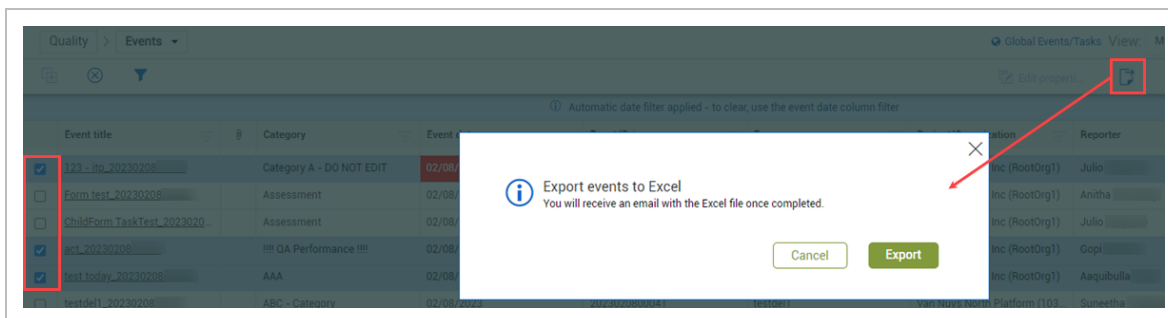 Quality > Events
Global Events/Tasks View: M
Edit properti..
Automatic date filter applied - to clear, use the event date column filter
Event title Category Event Reporter
123 - itp_20230208 Category A - DO NOT EDIT 02/08/ Inc (RootOrg1) Julio
Form test_20230208 Assessment 02/08/ Inc (RootOrg1) Anitha
ChildForm TaskTest_2023020... Assessment 02/08/ Inc (RootOrg1) Julio
act_20230208 !!!! QA Performance !!!! 02/08/ Inc (RootOrg1) Gopi
test today_20230208 AAA 02/08/ Inc (RootOrg1) Aaquibulla
testdel1_20230208 ABC - Category 02/08/2023 202302080041 testdel1 Van Nuys North Platform (103... Suneetha
Export events to Excel
You will receive an email with the Excel file once completed.
Cancel Export